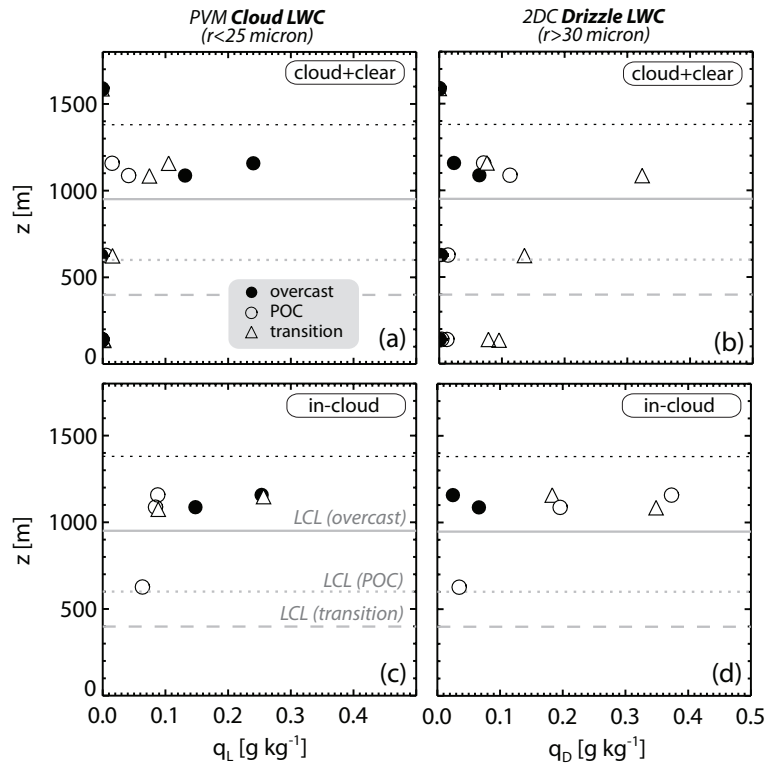 PVM Cloud LWC
(r<25 micron)
2DC Drizzle LWC
(r>30 micron)
cloud+clear
cloud+clear
1500
1000
500
0
z [m]
overcast
POC
transition
(a)
(b)
in-cloud
in-cloud
1500
1000
500
0
z [m]
LCL (overcast)
LCL (POC)
LCL (transition)
(c)
(d)
0.0 0.1 0.2 0.3 0.4
0.0 0.1 0.2 0.3 0.4 0.5
qL [g kg-1]
qD [g kg-1]